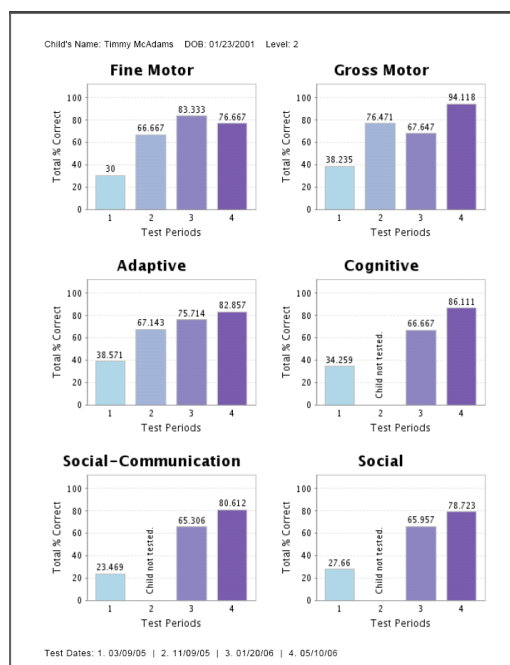 Child's Name: Timmy McAdams DOB: 01/23/2001 Level: 2
Fine Motor
Total % Correct
100
80
60
40
20
0
30
66.667
83.333
76.667
1 2 3 4
Test Periods
Gross Motor
Total % Correct
100
80
60
40
20
0
38.235
76.471
67.647
94.118
1 2 3 4
Test Periods
Adaptive
Total % Correct
100
80
60
40
20
0
38.571
67.143
75.714
82.857
1 2 3 4
Test Periods
Cognitive
Total % Correct
100
80
60
40
20
0
34.259
Child not tested.
66.667
86.111
1 2 3 4
Test Periods
Social-Communication
Total % Correct
100
80
60
40
20
0
23.469
Child not tested.
65.306
80.612
1 2 3 4
Test Periods
Social
Total % Correct
100
80
60
40
20
0
27.66
Child not tested.
65.957
78.723
1 2 3 4
Test Periods
Test Dates: 1. 03/09/05 | 2. 11/09/05 | 3. 01/20/06 | 4. 05/10/06